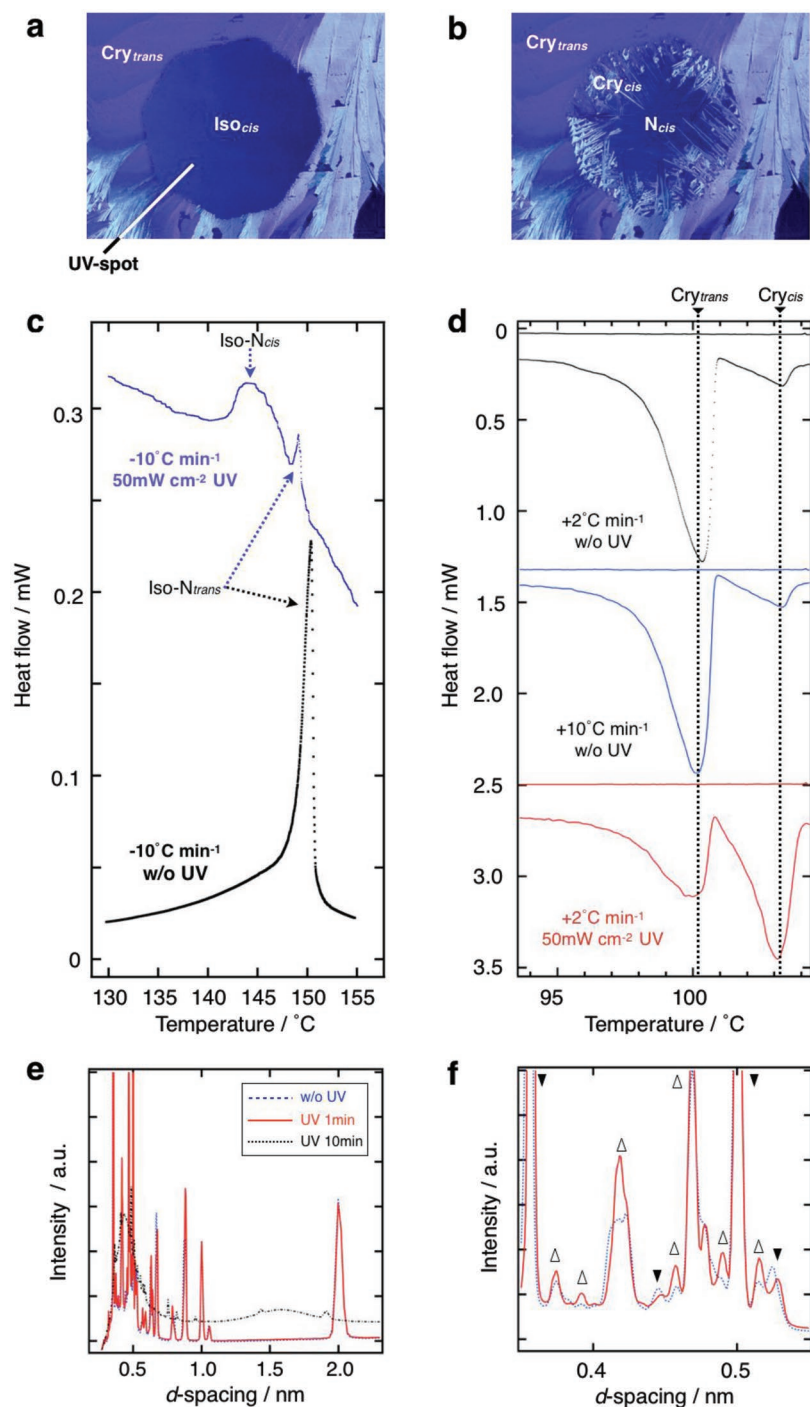 a
Cry trans
Iso cis
UV-spot
b
Cry trans
Cry cis
N cis
c
Iso-Ncis
0.3
-10˚C min-1
50mW cm-2 UV
Iso-Ntrans
0.2
0.1
-10˚C min-1
w/o UV
0
130 135 140 145 150 155
Temperature / ˚C
Heat flow / mW
d
Cry trans
Cry cis
0
0.5
1.0
+2˚C min-1
w/o UV
1.5
2.0
+10˚C min-1
w/o UV
2.5
3.0
+2˚C min-1
50mW cm-2 UV
3.5
95 100
Temperature / ˚C
Heat flow / mW
e
w/o UV
UV 1min
UV 10min
Intensity / a.u.
0.5 1.0 1.5 2.0
d-spacing / nm
f
Intensity / a.u.
0.4 0.5
d-spacing / nm